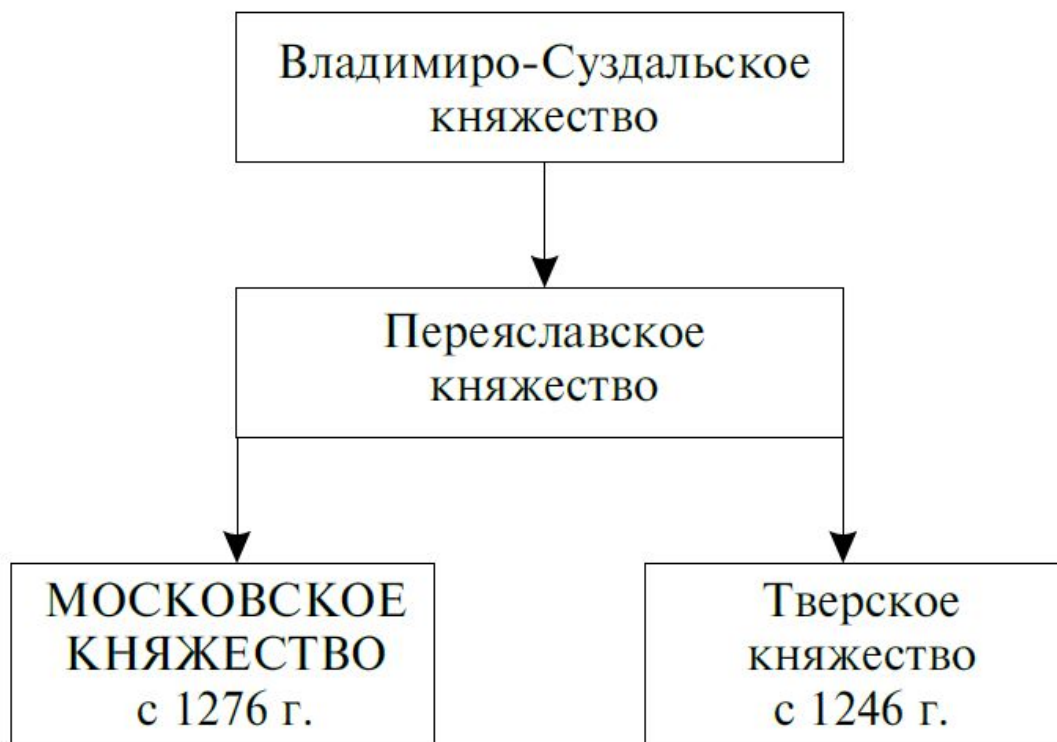 Владимиро-Суздальское
княжество
Переяславское
княжество
МОСКОВСКОЕ
КНЯЖЕСТВО
с 1276 г.
Тверское
княжество
с 1246 г.